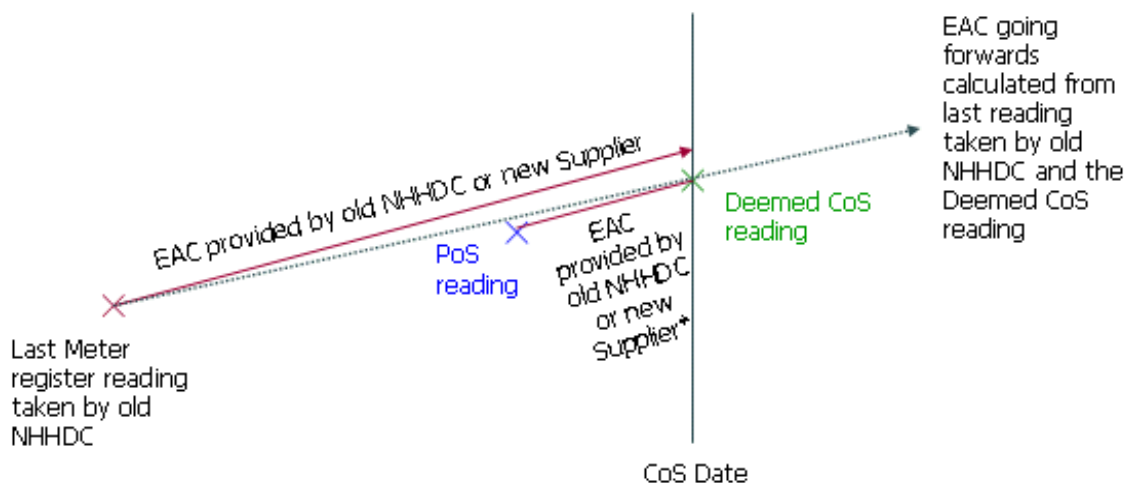 EAC going
forwards
calculated from
last reading
taken by old
NHHDC and the
Deemed CoS
reading
EAC provided by old NHHDC or new Supplier
Deemed CoS
reading
PoS
reading
EAC
provided by
old NHHDC
or new
Supplier*
Last Meter
register reading
taken by old
NHHDC
CoS Date